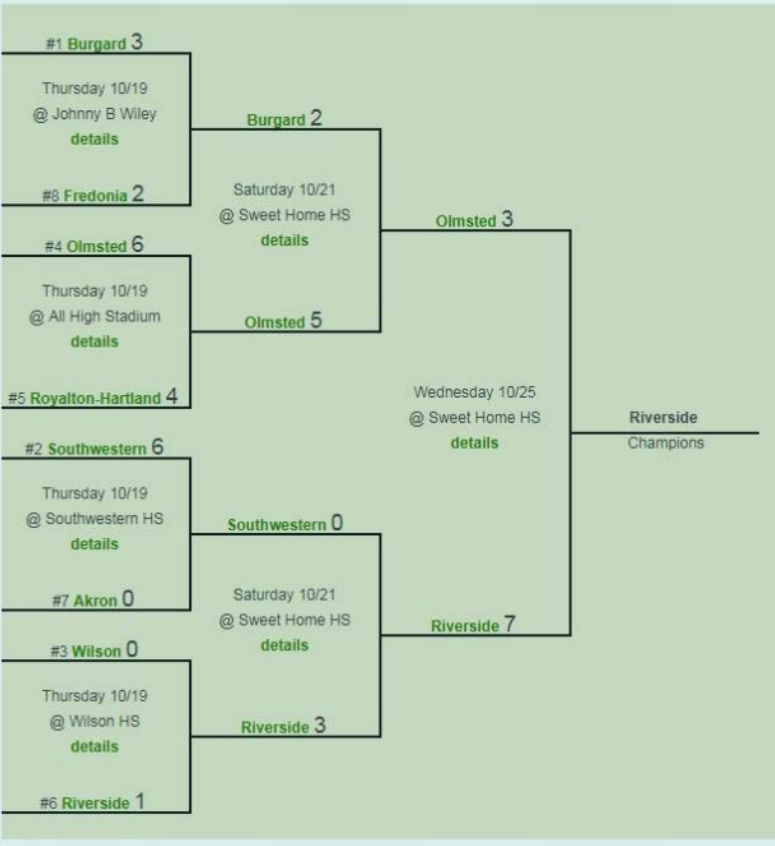 #1 Burgard 3
Thursday 10/19
@ Johnny B Wiley
details
#8 Fredonia 2
#4 Olmsted 6
Thursday 10/19
@ All High Stadium
details
#5 Royalton-Hartland 4
#2 Southwestern 6
Thursday 10/19
@ Southwestern HS
details
#7 Akron 0
#3 Wilson 0
Thursday 10/19
@ Wilson HS
details
#6 Riverside 1
Burgard 2
Saturday 10/21
@ Sweet Home HS
details
Olmsted 5
Southwestern 0
Saturday 10/21
@ Sweet Home HS
details
Riverside 3
Olmsted 3
Wednesday 10/25
@ Sweet Home HS
details
Riverside 7
Riverside
Champions